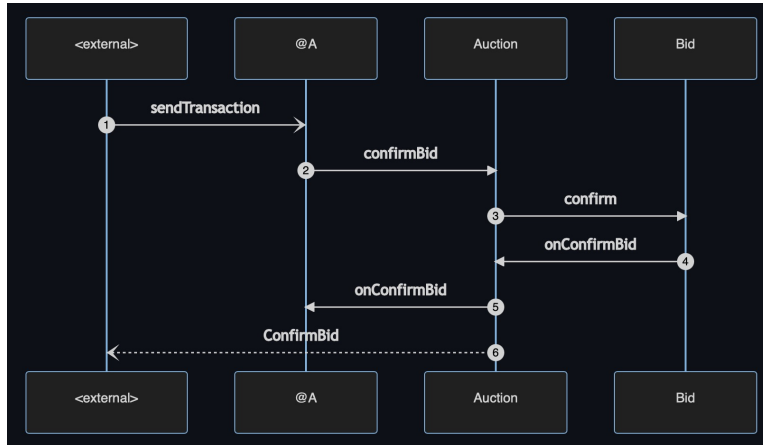 <external>
@A
Auction
Bid
sendTransaction
1
confirmBid
2
confirm
3
onConfirmBid
4
onConfirmBid
5
ConfirmBid
6
<external>
@A
Auction
Bid